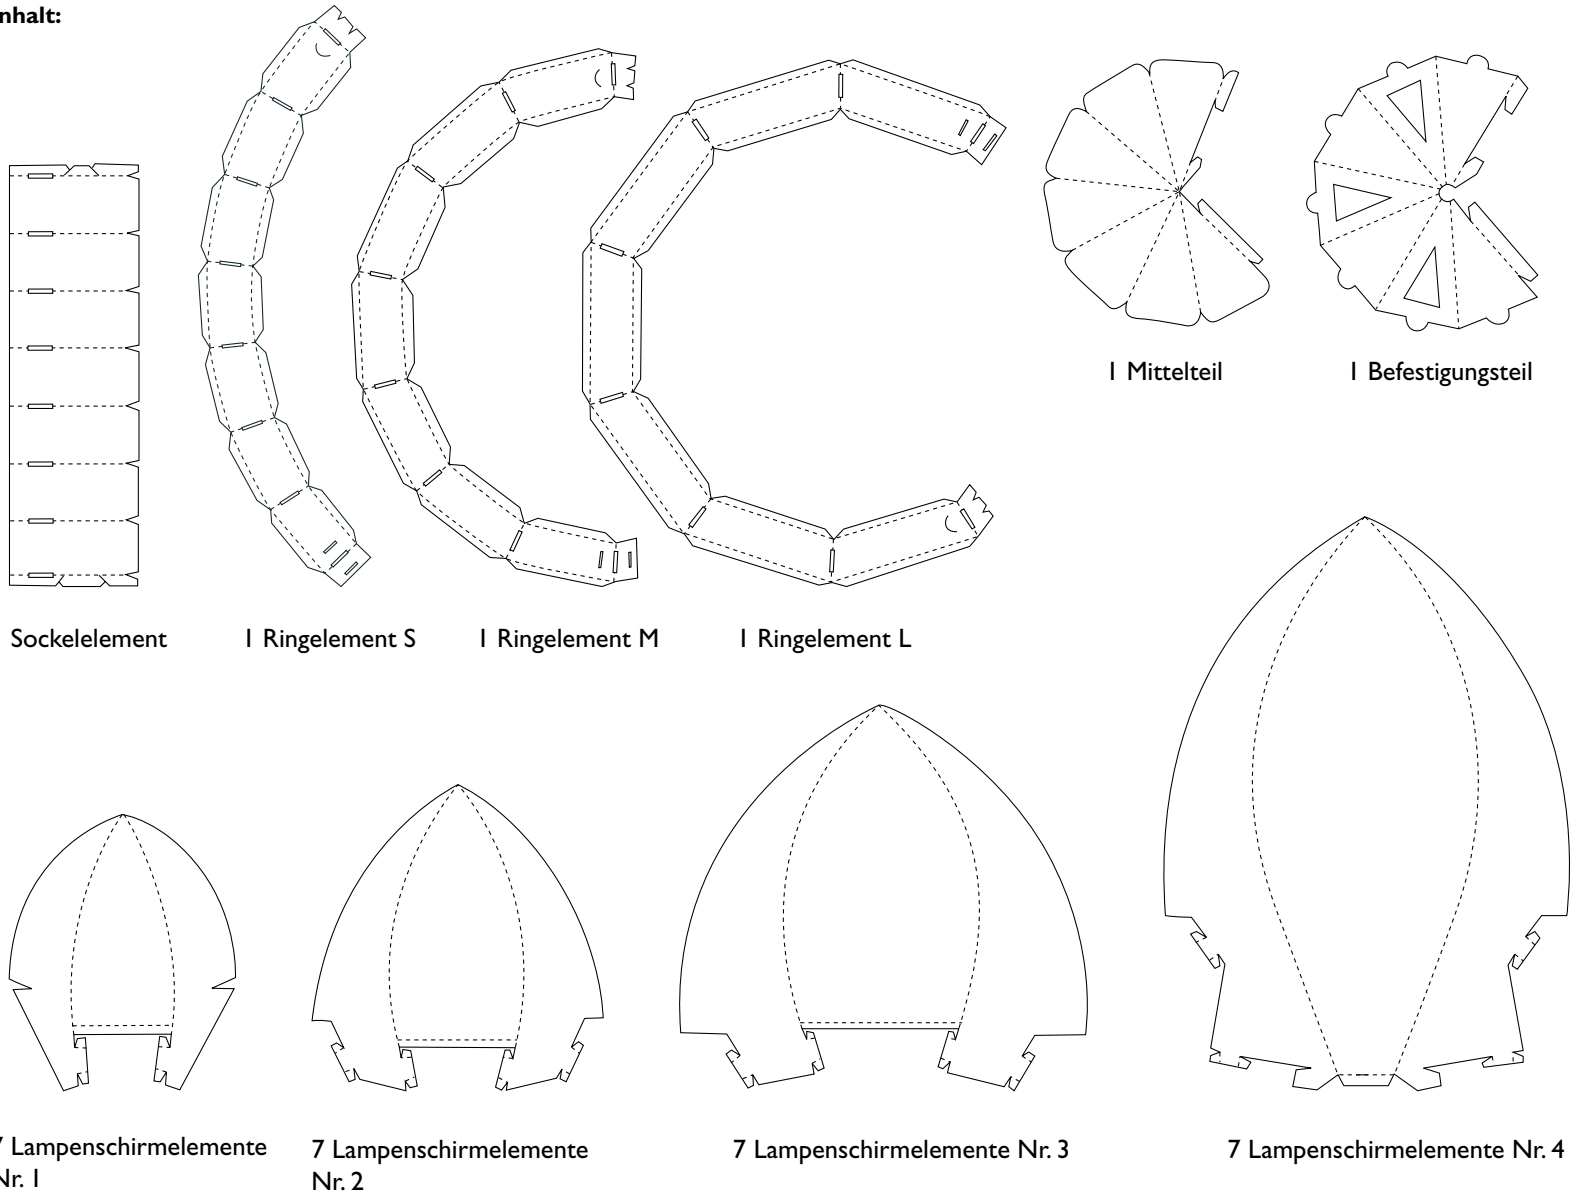 nhalt:
1 Mittelteil
1 Befestigungsteil
Sockelelement
1 Ringelement S
1 Ringelement M
1 Ringelement L
7 Lampenschirmelemente
Nr. 1
7 Lampenschirmelemente
Nr. 2
7 Lampenschirmelemente Nr. 3
7 Lampenschirmelemente Nr. 4